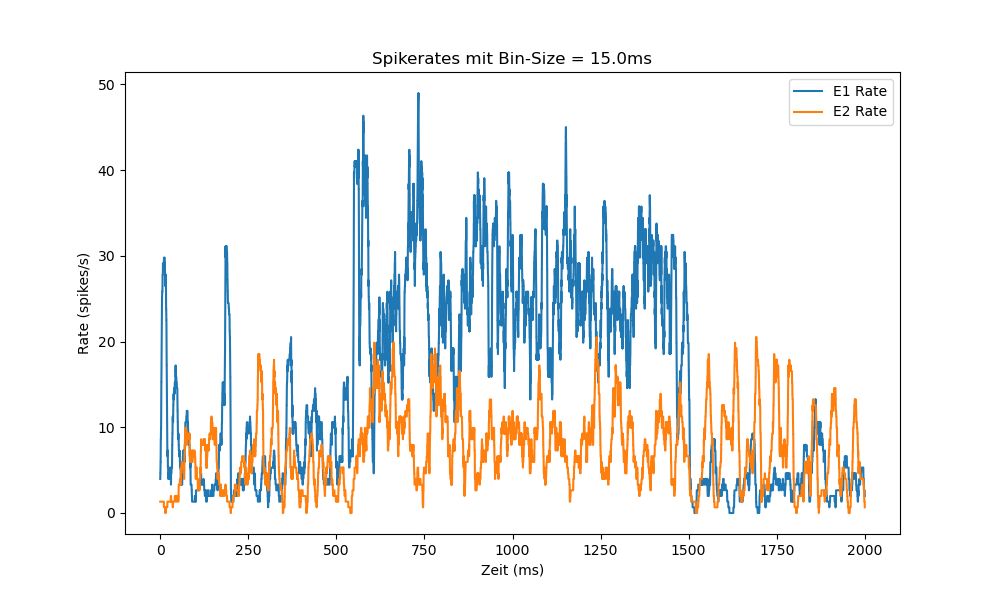 Spikerates mit Bin-Size = 15.0ms
50
40
30
20
10
0
Rate (spikes/s)
E1 Rate
E2 Rate
0 250 500 750 1000 1250 1500 1750 2000
Zeit (ms)